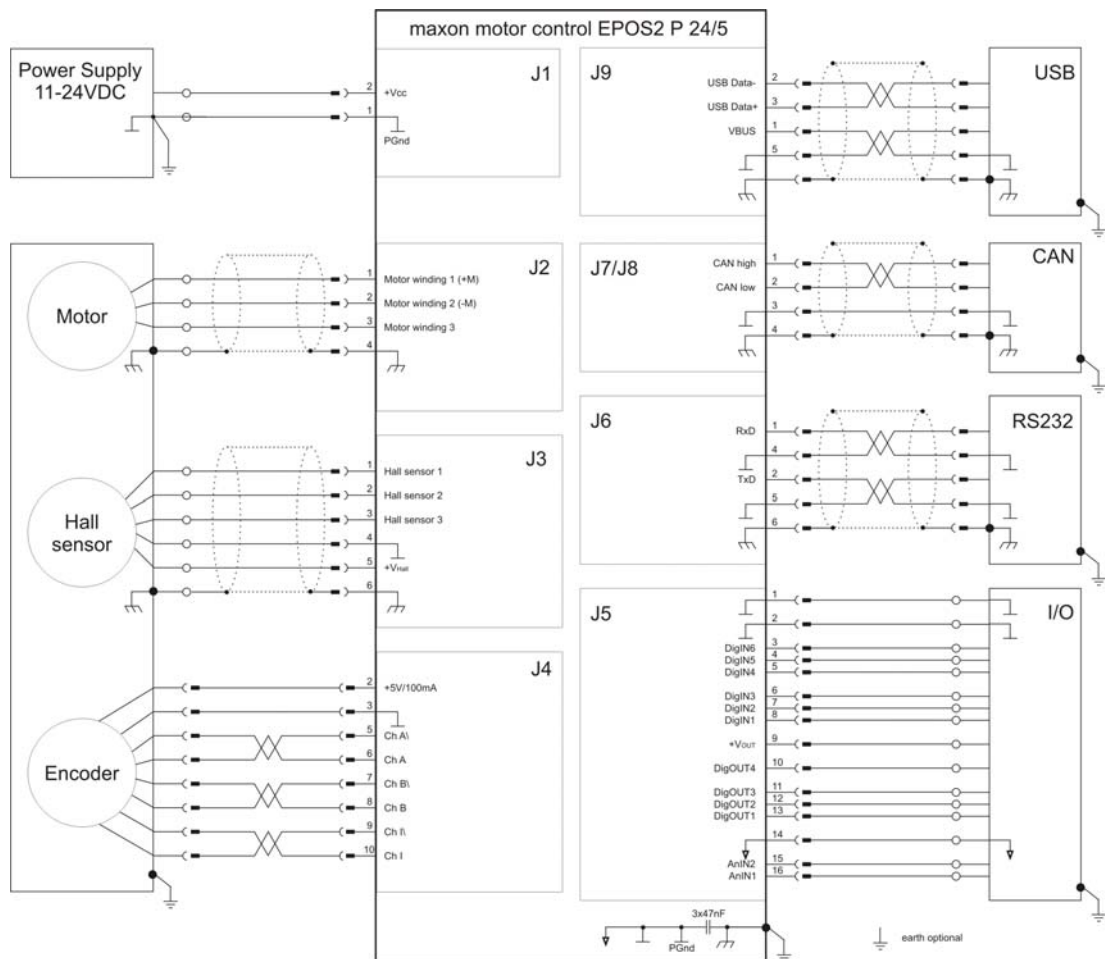 maxon motor control EPOS2 P 24/5
Power Supply
11-24VDC
J1
2
+Vcc
1
PGnd
Motor
J2
1
Motor winding 1 (+M)
2
Motor winding 2 (-M)
3
Motor winding 3
4
Hall
sensor
J3
1
Hall sensor 1
2
Hall sensor 2
3
Hall sensor 3
4
5
+VHall
6
Encoder
J4
2
+5V/100mA
3
5
Ch A\
6
Ch A
7
Ch B\
8
Ch B
9
Ch I\
10
Ch I
J9
USB
USB Data-
2
USB Data+
3
VBUS
1
5
J7/J8
CAN
CAN high
1
CAN low
2
3
4
J6
RS232
RxD
1
4
TxD
2
5
6
J5
I/O
1
2
DigIN6
3
DigIN5
4
DigIN4
5
DigIN3
6
DigIN2
7
DigIN1
8
+VOUT
9
DigOUT4
10
DigOUT3
11
DigOUT2
12
DigOUT1
13
14
AnIN2
15
AnIN1
16
3x47nF
PGnd
earth optional